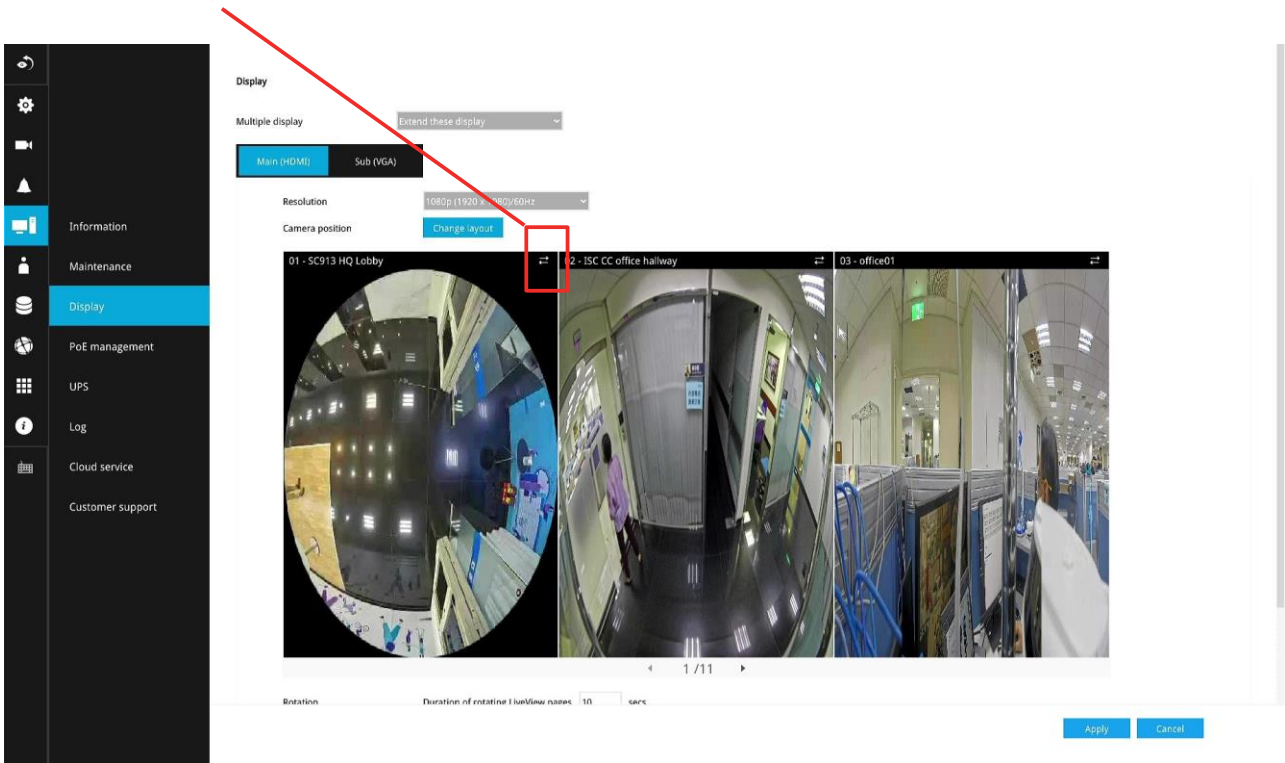 Display
Multiple display Extend these display
Main (HDMI) Sub (VGA)
Resolution 1080p (1920 x 1080)/60Hz
Information
Camera position Change layout
01 - SC913 HQ Lobby 02 - ISC CC office hallway 03 - office01
Maintenance
Display
PoE management
UPS
Log
Cloud service
Customer support
1 /11
Rotation Duration of rotating LiveView pages 10 secs
Apply Cancel